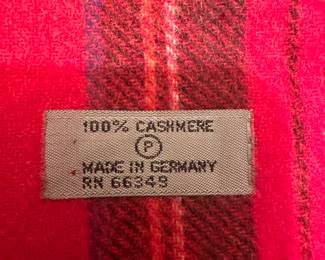 100% CASHMERE
P
MADE IN GERMANY
RN 66349